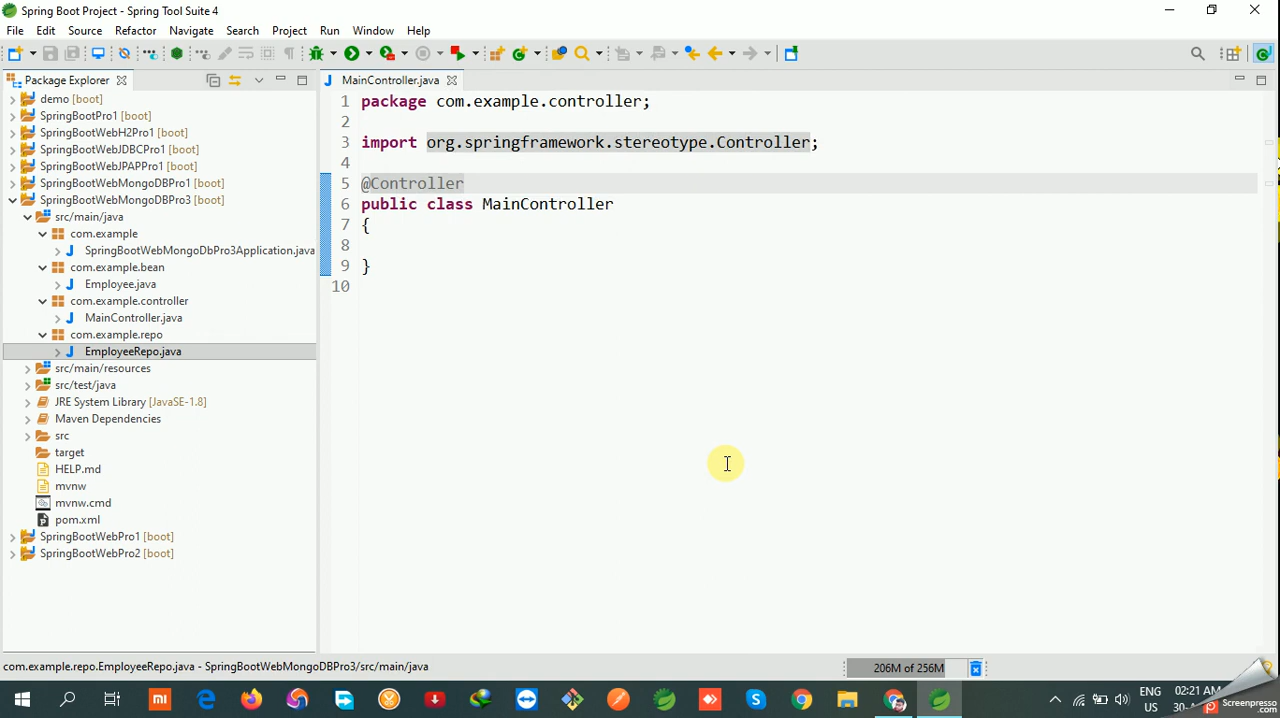 Spring Boot Project - Spring Tool Suite 4
File Edit Source Refactor Navigate Search Project Run Window Help
Package Explorer
MainController.java
demo [boot]
SpringBootPro1 [boot]
SpringBootWebH2Pro1 [boot]
SpringBootWebJDBCPro1 [boot]
SpringBootWebJPAPPro1 [boot]
SpringBootWebMongoDBPro1 [boot]
SpringBootWebMongoDBPro3 [boot]
src/main/java
com.example
SpringBootWebMongoDbPro3Application.java
com.example.bean
Employee.java
com.example.controller
MainController.java
com.example.repo
EmployeeRepo.java
src/main/resources
src/test/java
JRE System Library [JavaSE-1.8]
Maven Dependencies
src
target
HELP.md
mvnw
mvnw.cmd
pom.xml
SpringBootWebPro1 [boot]
SpringBootWebPro2 [boot]
1 package com.example.controller;
2
3 import org.springframework.stereotype.Controller;
4
5 @Controller
6 public class MainController
7 {
8
9 }
10
com.example.repo.EmployeeRepo.java - SpringBootWebMongoDBPro3/src/main/java
206M of 256M
ENG
US
02:21 AM
Screenpresso
.com